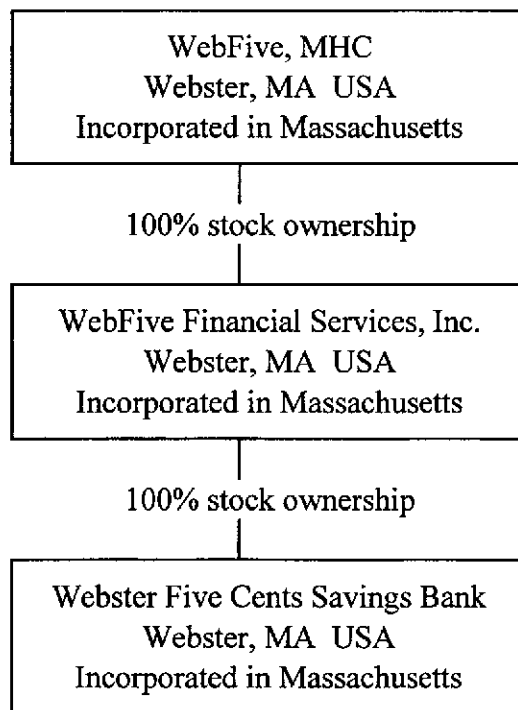 WebFive, MHC
Webster, MA USA
Incorporated in Massachusetts
100% stock ownership
WebFive Financial Services, Inc.
Webster, MA USA
Incorporated in Massachusetts
100% stock ownership
Webster Five Cents Savings Bank
Webster, MA USA
Incorporated in Massachusetts